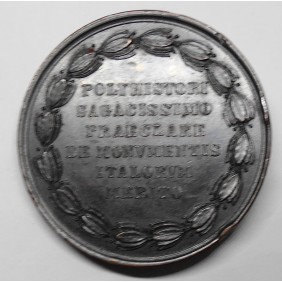 POLYHISTORI
SAGACISSIMO
PRAECLARE
DE MONVMENTIS
ITALORVM
MERITO